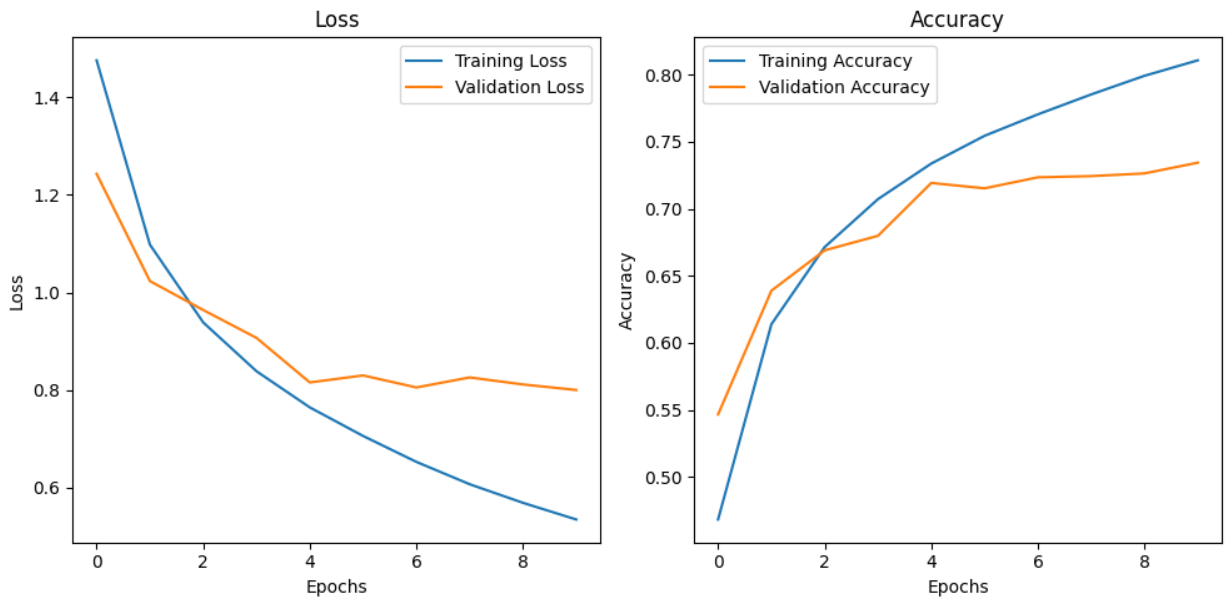 Loss
Training Loss
Validation Loss
1.4
1.2
1.0
0.8
0.6
Loss
0
2
4
6
8
Epochs
Accuracy
Training Accuracy
Validation Accuracy
0.80
0.75
0.70
0.65
0.60
0.55
0.50
Accuracy
0
2
4
6
8
Epochs